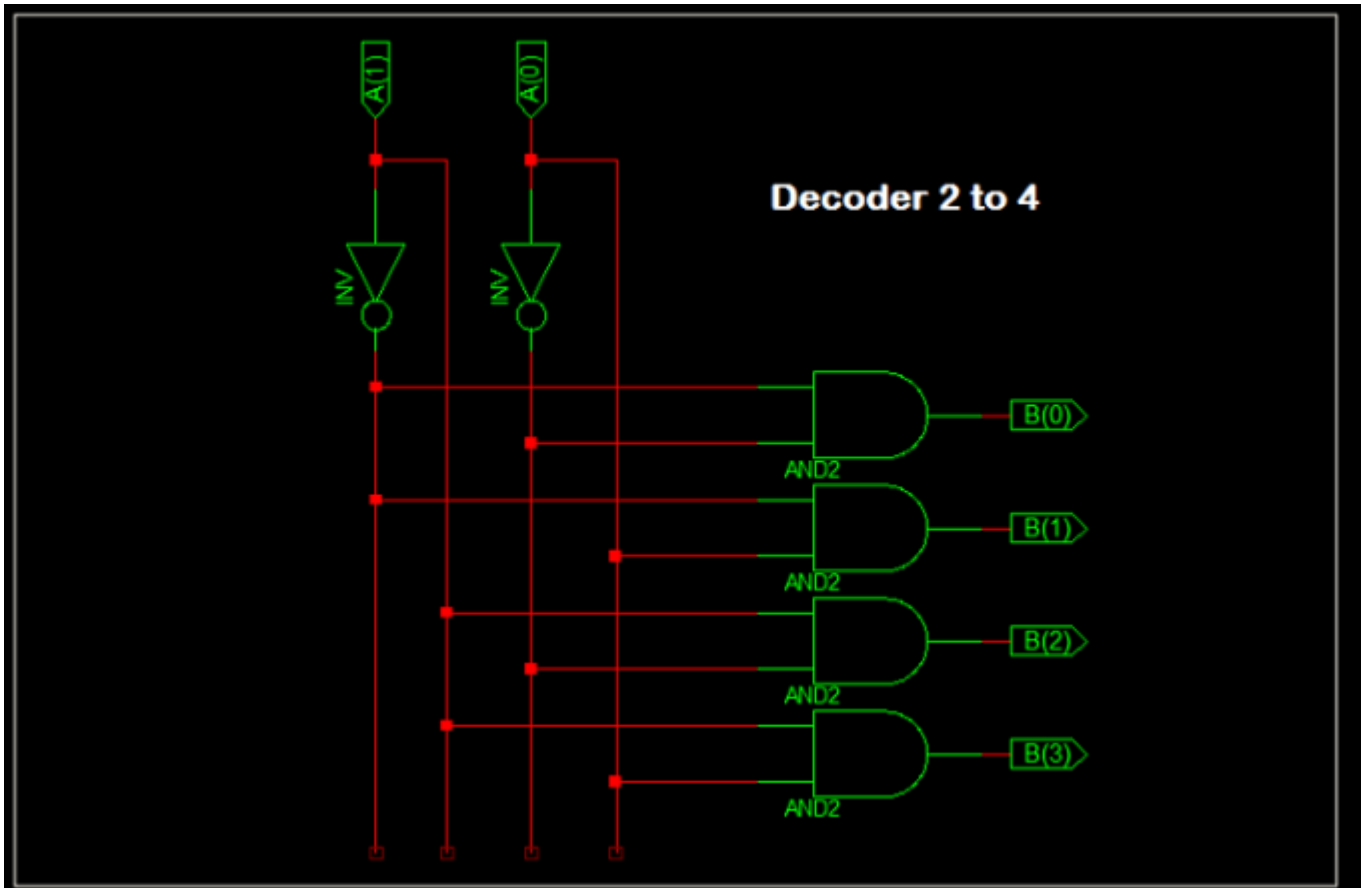 A(1)
A(0)
Decoder 2 to 4
INV
INV
B(0)
AND2
B(1)
AND2
B(2)
AND2
B(3)
AND2